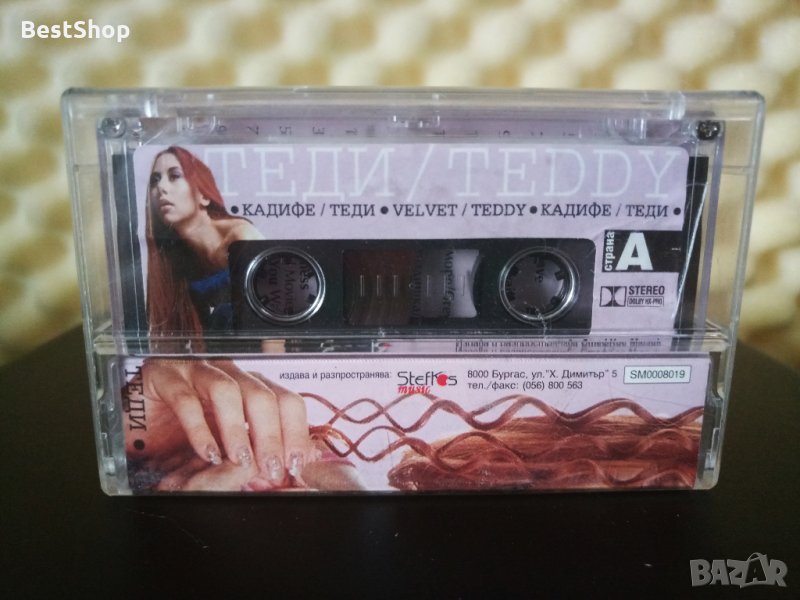 BestShop
ТЕДИ/TEDDY
• КАДИФЕ / ТЕДИ • VELVET / TEDDY • КАДИФЕ / ТЕДИ •
страна A
STEREO
DOLBY HX-PRO
ТЕДИ •
издава и разпространява: Steffos music
8000 Бургас, ул."Х. Димитър" 5
тел./факс: (056) 800 563
SM0008019
BAZAR